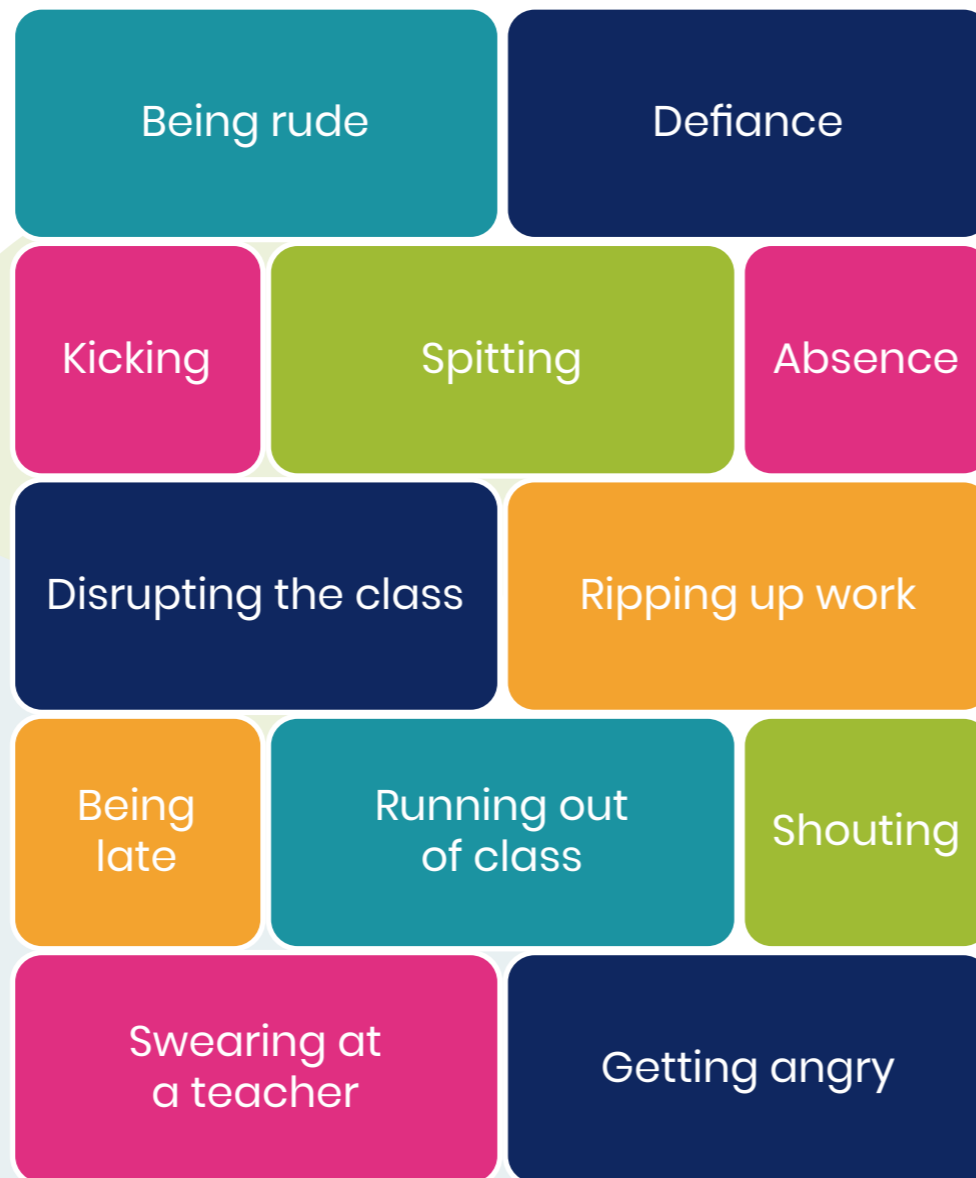 Being rude
Defiance
Kicking
Spitting
Absence
Disrupting the class
Ripping up work
Being
late
Running out
of class
Shouting
Swearing at
a teacher
Getting angry